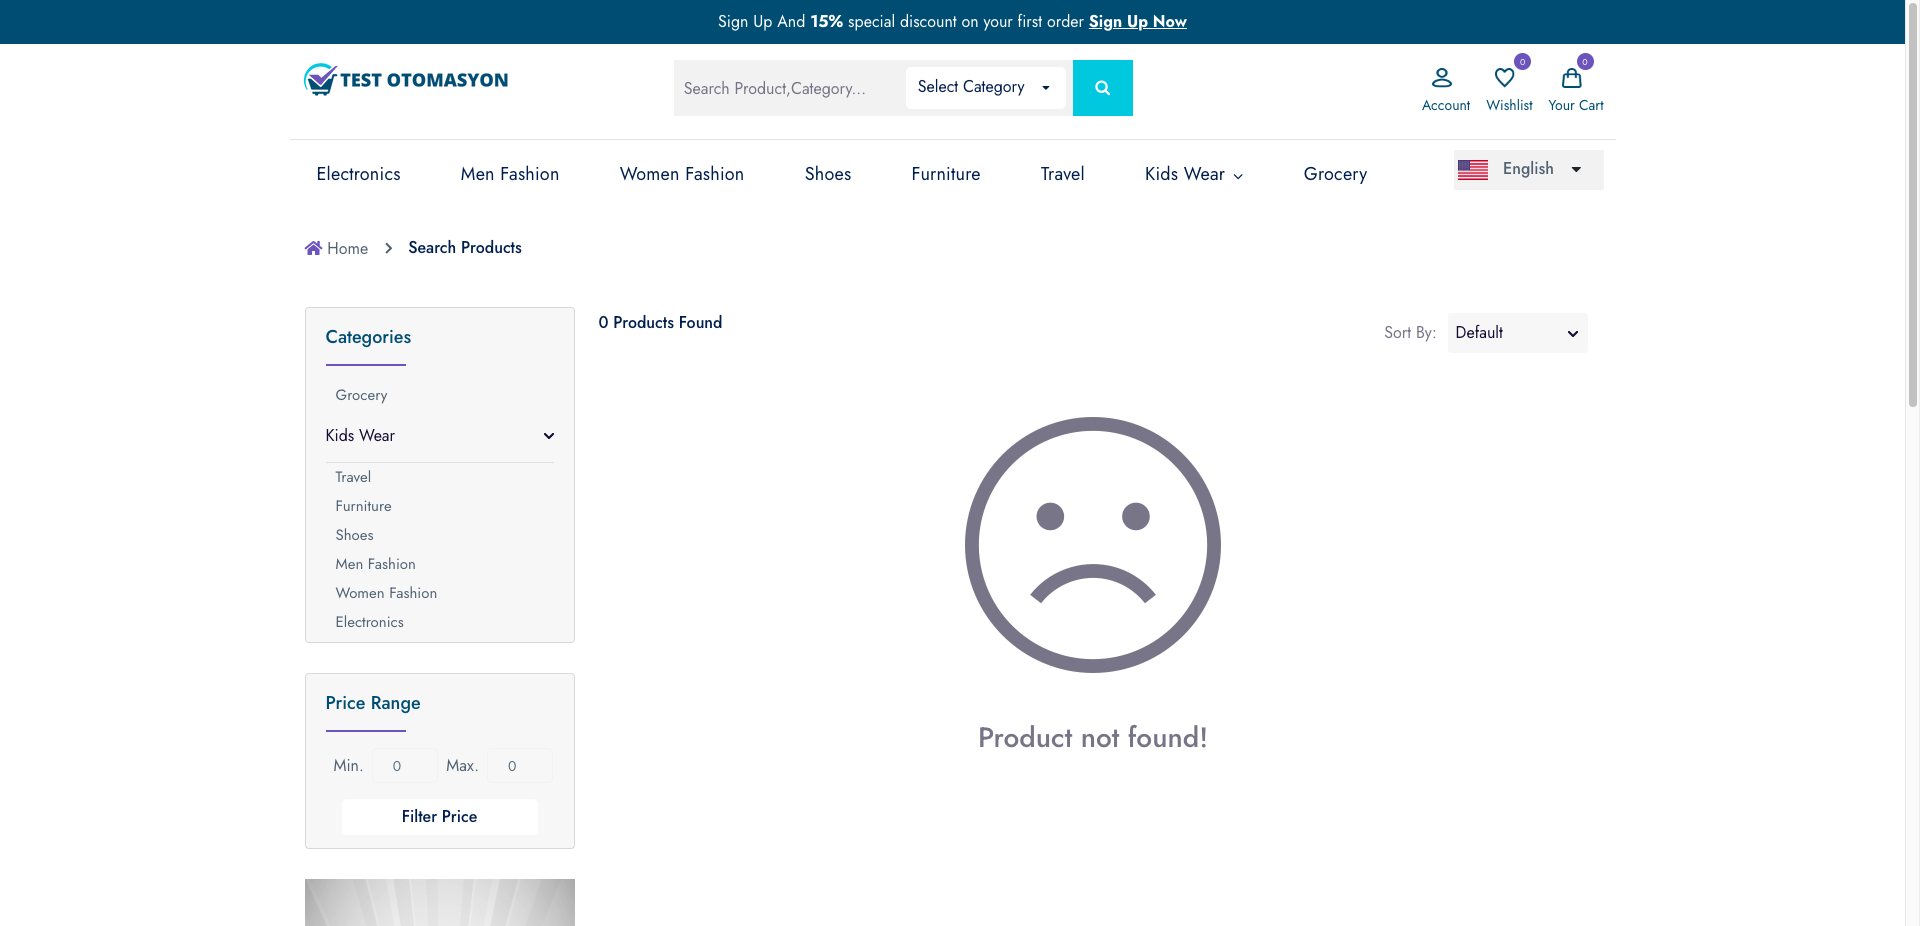 Sign Up And 15% special discount on your first order Sign Up Now
TEST OTOMASYON
Search Product,Category...
Select Category
0
0
Account
Wishlist
Your Cart
Electronics
Men Fashion
Women Fashion
Shoes
Furniture
Travel
Kids Wear
Grocery
English
Home
Search Products
Categories
Grocery
Kids Wear
Travel
Furniture
Shoes
Men Fashion
Women Fashion
Electronics
0 Products Found
Sort By:
Default
Product not found!
Price Range
Min.
0
Max.
0
Filter Price